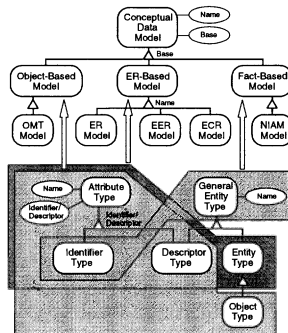 Conceptual
Data
Model
Name
Base
Base
Object-Based
Model
ER-Based
Model
Fact-Based
Model
Name
OMT
Model
ER
Model
EER
Model
ECR
Model
NIAM
Model
Name
Attribute
Type
Identifier/
Descriptor
Identifier/
Descriptor
General
Entity
Type
Name
Identifier
Type
Descriptor
Type
Entity
Type
Object
Type